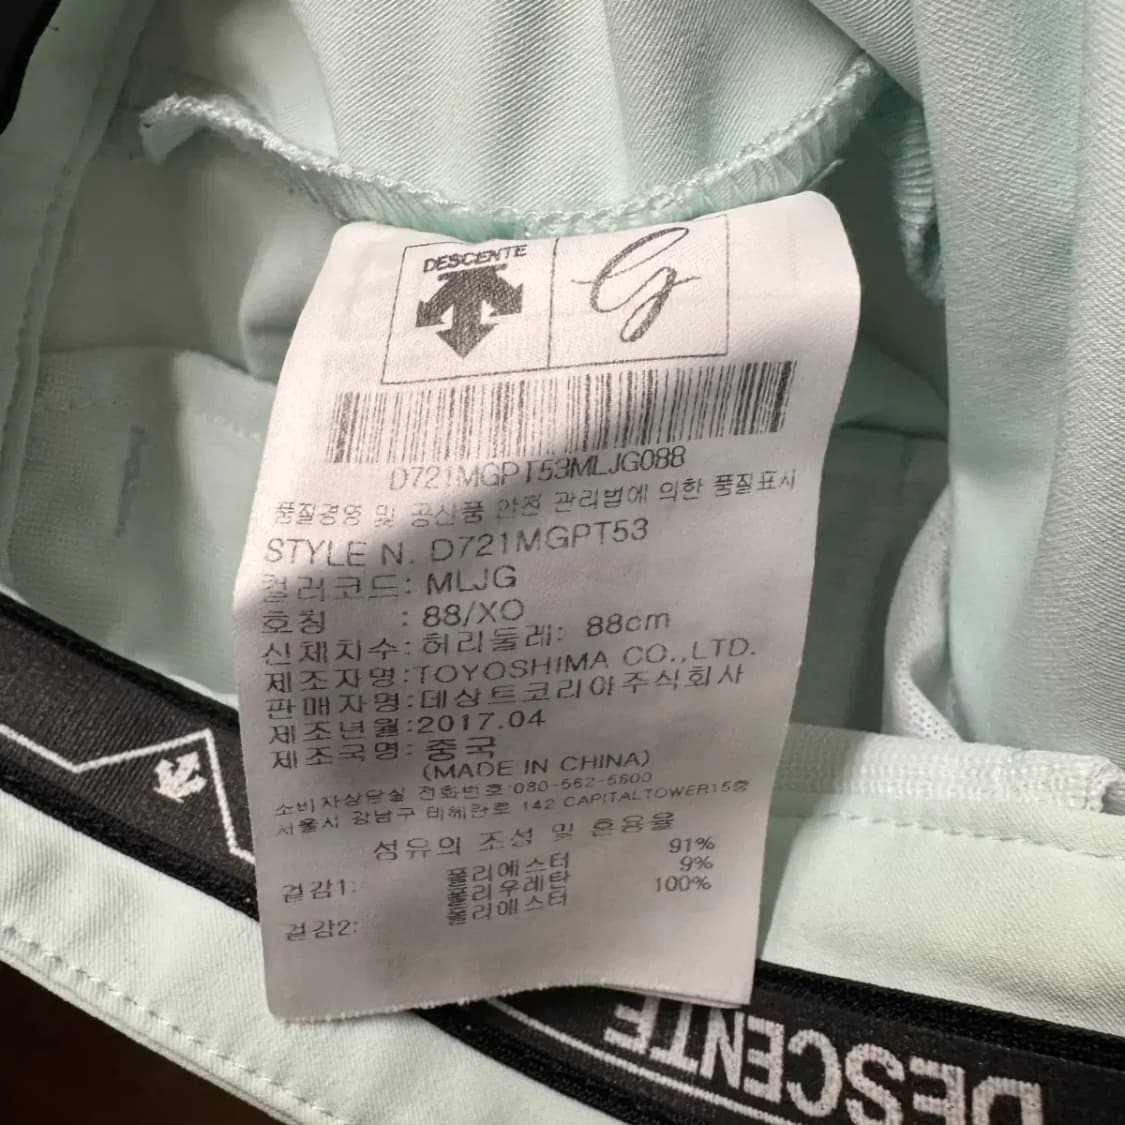 DESCENTE G
D721MGPT53MLJG088
품질경영 및 공산품 안전 관리법에 의한 품질표시
STYLE N. D721MGPT53
컬러코드: MLJG
호칭 : 88/XO
신체치수: 허리둘레: 88cm
제조자명:TOYOSHIMA CO.,LTD.
판매자명:데상트코리아주식회사
제조년월:2017.04
제조국명:중국
(MADE IN CHINA)
소비자상담실 전화번호:080-562-5600
서울시 강남구 테헤란로 142 CAPITALTOWER15층
섬유의 조성 및 혼용율
겉감1: 폴리에스터 91%
폴리우레탄 9%
겉감2: 폴리에스터 100%
DESCENTE